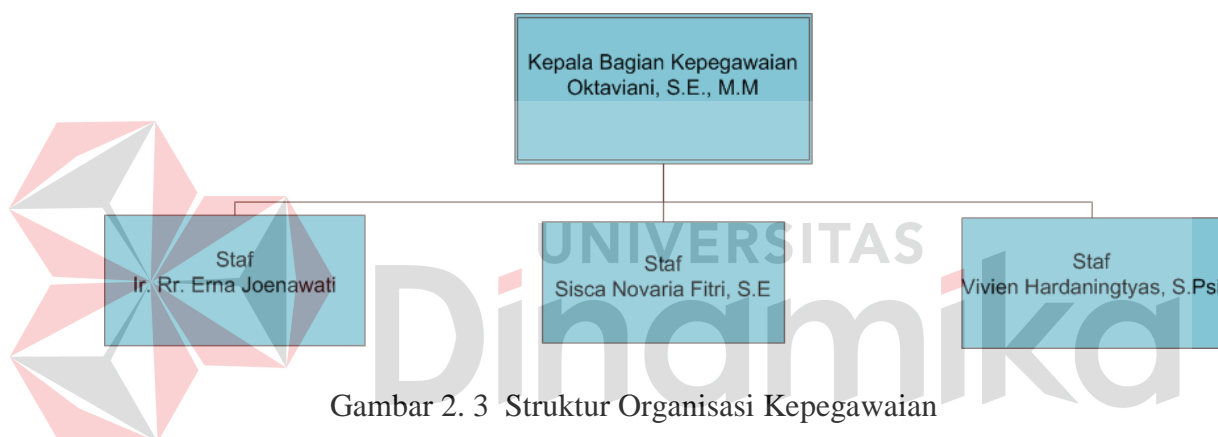 Kepala Bagian Kepegawaian
Oktaviani, S.E., M.M
Staf
Ir. Rr. Erna Joenawati
Staf
Sisca Novaria Fitri, S.E
Staf
Vivien Hardaningtyas, S.Psi
UNIVERSITAS
Dinamika
Gambar 2. 3 Struktur Organisasi Kepegawaian